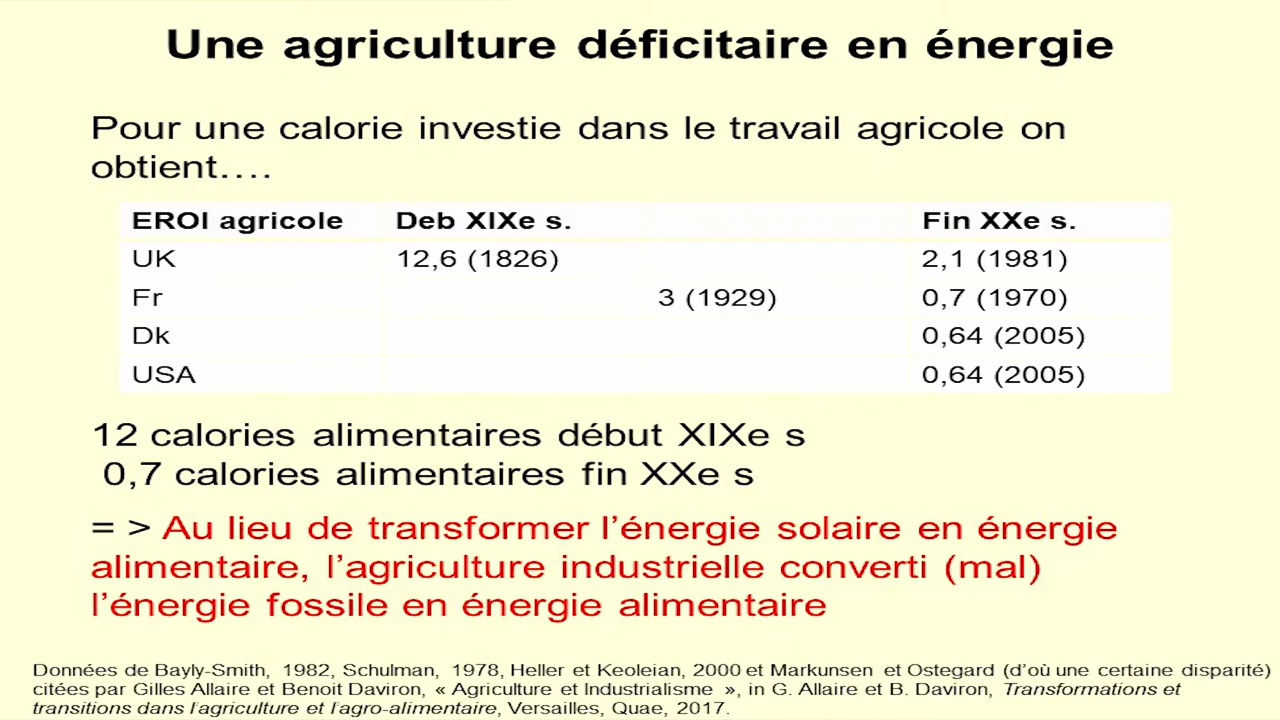 Une agriculture déficitaire en énergie
Pour une calorie investie dans le travail agricole on
obtient….
EROI agricole Deb XIXe s. Fin XXe s.
UK 12,6 (1826) 2,1 (1981)
Fr 3 (1929) 0,7 (1970)
Dk 0,64 (2005)
USA 0,64 (2005)
12 calories alimentaires début XIXe s
0,7 calories alimentaires fin XXe s
= > Au lieu de transformer l’énergie solaire en énergie
alimentaire, l’agriculture industrielle converti (mal)
l’énergie fossile en énergie alimentaire
Données de Bayly-Smith, 1982, Schulman, 1978, Heller et Keoleian, 2000 et Markunsen et Ostegard (d’où une certaine disparité)
citées par Gilles Allaire et Benoit Daviron, « Agriculture et Industrialisme », in G. Allaire et B. Daviron, Transformations et
transitions dans l’agriculture et l’agro-alimentaire, Versailles, Quae, 2017.